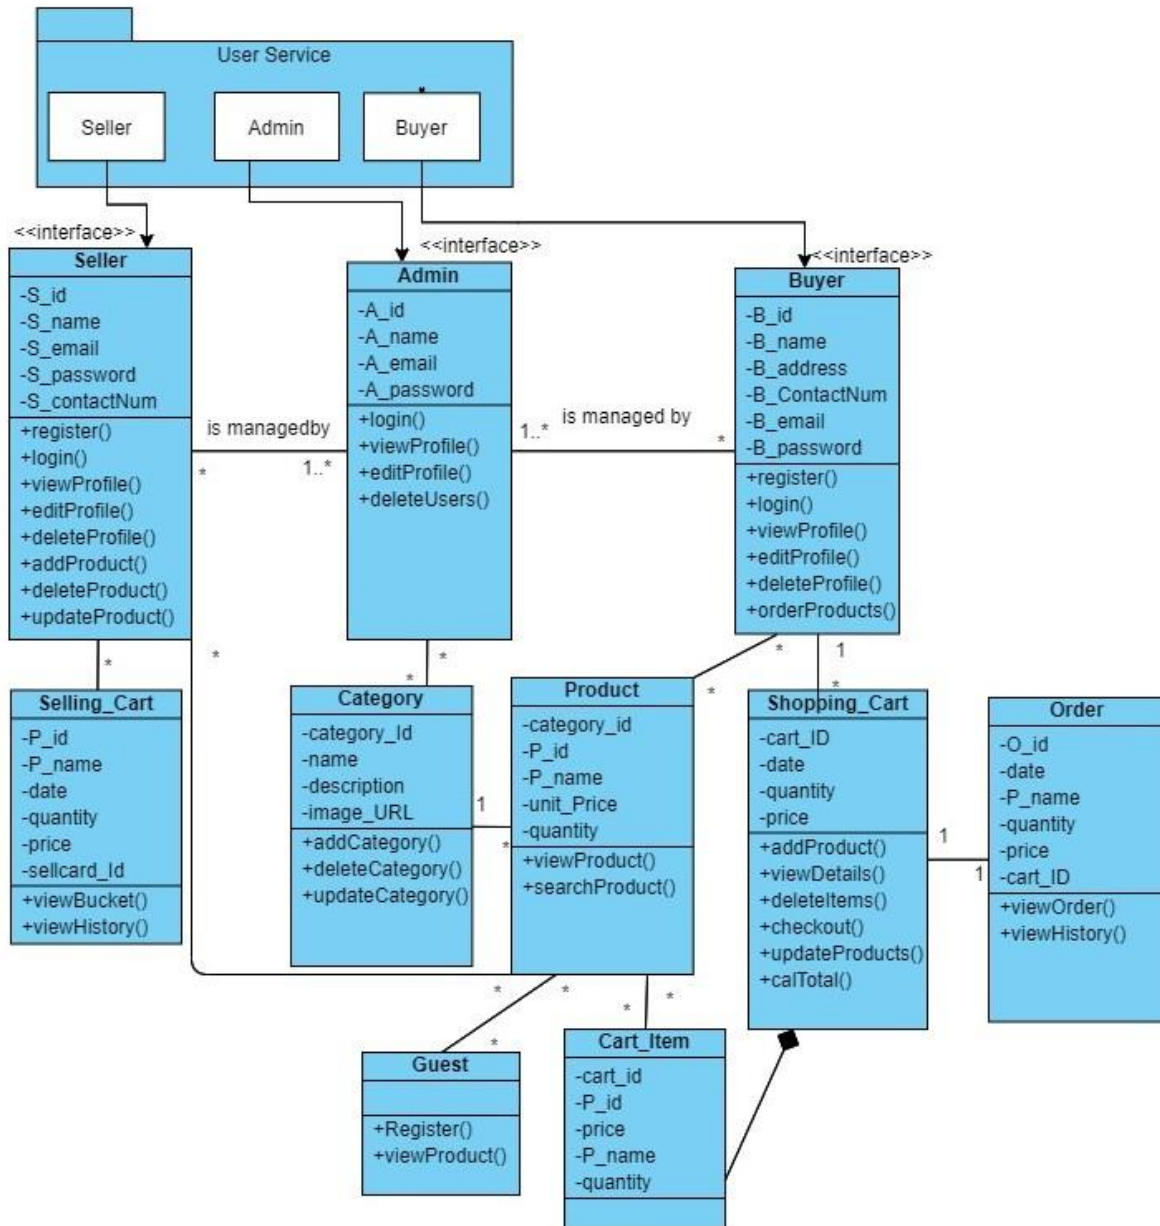 User Service
Seller
Admin
Buyer
<<interface>>
<<interface>>
<<interface>>
Seller
-S_id
-S_name
-S_email
-S_password
-S_contactNum
+register()
+login()
+viewProfile()
+editProfile()
+deleteProfile()
+addProduct()
+deleteProduct()
+updateProduct()
is managedby
*
1..*
Admin
-A_id
-A_name
-A_email
-A_password
+login()
+viewProfile()
+editProfile()
+deleteUsers()
is managed by
1..*
*
Buyer
-B_id
-B_name
-B_address
-B_ContactNum
-B_email
-B_password
+register()
+login()
+viewProfile()
+editProfile()
+deleteProfile()
+orderProducts()
*
*
*
*
*
*
1
*
Selling_Cart
-P_id
-P_name
-date
-quantity
-price
-sellcard_Id
+viewBucket()
+viewHistory()
Category
-category_Id
-name
-description
-image_URL
+addCategory()
+deleteCategory()
+updateCategory()
1
*
Product
-category_id
-P_id
-P_name
-unit_Price
-quantity
+viewProduct()
+searchProduct()
Shopping_Cart
-cart_ID
-date
-quantity
-price
+addProduct()
+viewDetails()
+deleteItems()
+checkout()
+updateProducts()
+calTotal()
1
1
Order
-O_id
-date
-P_name
-quantity
-price
-cart_ID
+viewOrder()
+viewHistory()
*
*
*
*
*
Guest
+Register()
+viewProduct()
Cart_Item
-cart_id
-P_id
-price
-P_name
-quantity